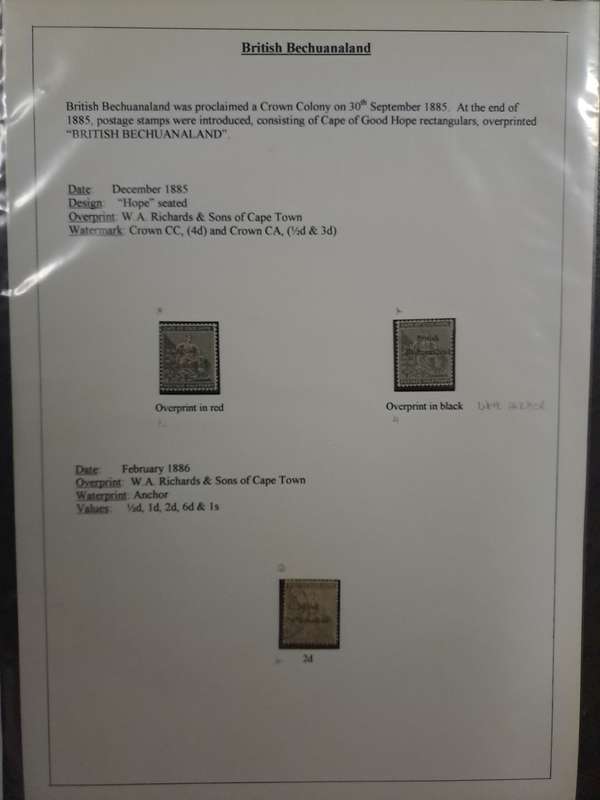 British Bechuanaland
British Bechuanaland was proclaimed a Crown Colony on 30th September 1885. At the end of
1885, postage stamps were introduced, consisting of Cape of Good Hope rectangulars, overprinted
"BRITISH BECHUANALAND".
Date: December 1885
Design: "Hope" seated
Overprint: W.A. Richards & Sons of Cape Town
Watermark: Crown CC, (4d) and Crown CA, (½d & 3d)
British
Bechuanaland
Overprint in red
Overprint in black
Date: February 1886
Overprint: W.A. Richards & Sons of Cape Town
Waterprint: Anchor
Values: ½d, 1d, 2d, 6d & 1s
2d